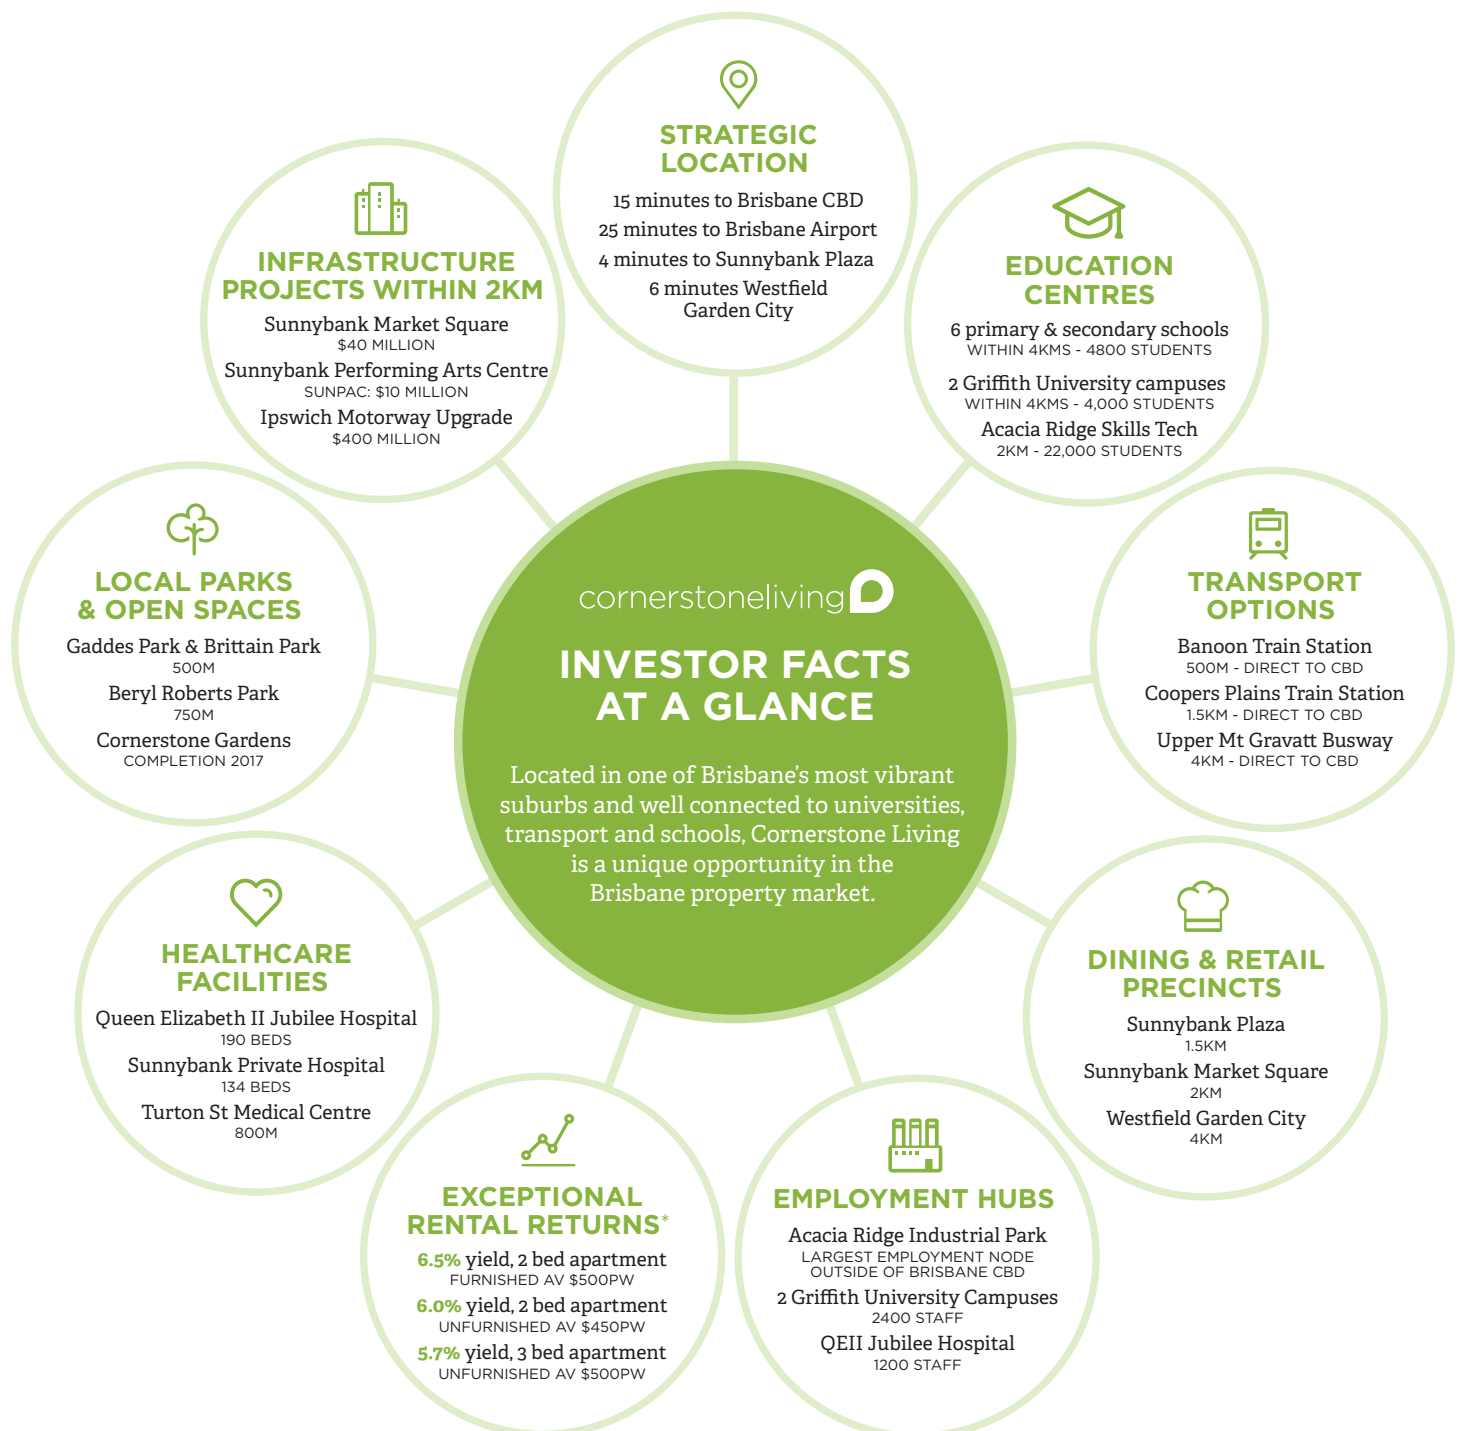 STRATEGIC
LOCATION
15 minutes to Brisbane CBD
25 minutes to Brisbane Airport
4 minutes to Sunnybank Plaza
6 minutes Westfield
Garden City
EDUCATION
CENTRES
6 primary & secondary schools
WITHIN 4KMS - 4800 STUDENTS
2 Griffith University campuses
WITHIN 4KMS - 4,000 STUDENTS
Acacia Ridge Skills Tech
2KM - 22,000 STUDENTS
TRANSPORT
OPTIONS
Banoon Train Station
500M - DIRECT TO CBD
Coopers Plains Train Station
1.5KM - DIRECT TO CBD
Upper Mt Gravatt Busway
4KM - DIRECT TO CBD
DINING & RETAIL
PRECINCTS
Sunnybank Plaza
1.5KM
Sunnybank Market Square
2KM
Westfield Garden City
4KM
EMPLOYMENT HUBS
Acacia Ridge Industrial Park
LARGEST EMPLOYMENT NODE
OUTSIDE OF BRISBANE CBD
2 Griffith University Campuses
2400 STAFF
QEII Jubilee Hospital
1200 STAFF
EXCEPTIONAL
RENTAL RETURNS*
6.5% yield, 2 bed apartment
FURNISHED AV $500PW
6.0% yield, 2 bed apartment
UNFURNISHED AV $450PW
5.7% yield, 3 bed apartment
UNFURNISHED AV $500PW
HEALTHCARE
FACILITIES
Queen Elizabeth II Jubilee Hospital
190 BEDS
Sunnybank Private Hospital
134 BEDS
Turton St Medical Centre
800M
LOCAL PARKS
& OPEN SPACES
Gaddes Park & Brittain Park
500M
Beryl Roberts Park
750M
Cornerstone Gardens
COMPLETION 2017
INFRASTRUCTURE
PROJECTS WITHIN 2KM
Sunnybank Market Square
$40 MILLION
Sunnybank Performing Arts Centre
SUNPAC: $10 MILLION
Ipswich Motorway Upgrade
$400 MILLION
cornerstoneliving
INVESTOR FACTS
AT A GLANCE
Located in one of Brisbane's most vibrant
suburbs and well connected to universities,
transport and schools, Cornerstone Living
is a unique opportunity in the
Brisbane property market.